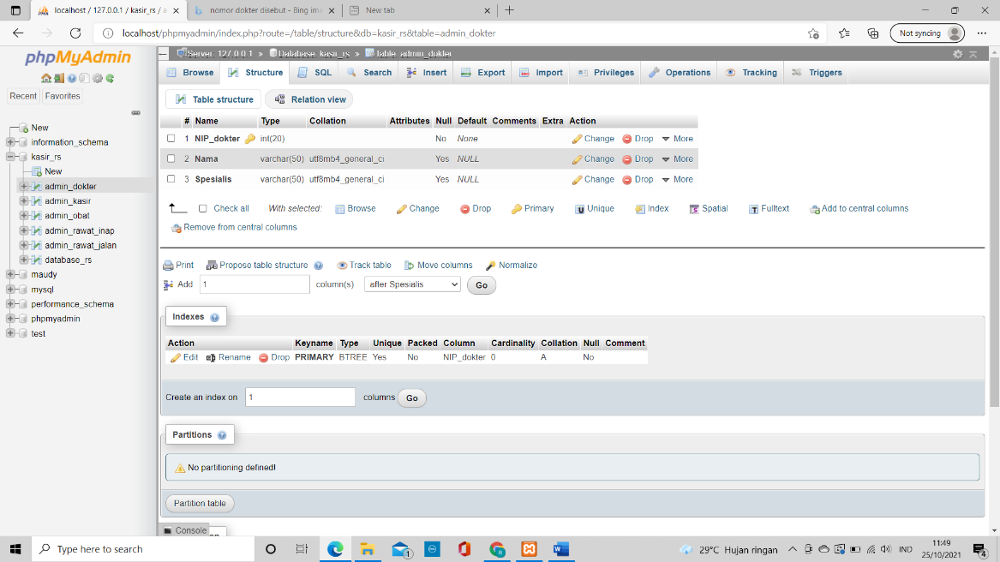 localhost / 127.0.0.1 / kasir_rs / a
nomor dokter disebut - Bing ima
New tab
localhost/phpmyadmin/index.php?route=/table/structure&db=kasir_rs&table=admin_dokter
Not syncing
phpMyAdmin
Recent Favorites
New
information_schema
kasir_rs
New
admin_dokter
admin_kasir
admin_obat
admin_rawat_inap
admin_rawat_jalan
database_rs
maudy
mysql
performance_schema
phpmyadmin
test
Server: 127.0.0.1 » Database: kasir_rs » Table: admin_dokter
Browse Structure SQL Search Insert Export Import Privileges Operations Tracking Triggers
Table structure Relation view
# Name Type Collation Attributes Null Default Comments Extra Action
1 NIP_dokter int(20) No None Change Drop More
2 Nama varchar(50) utf8mb4_general_ci Yes NULL Change Drop More
3 Spesialis varchar(50) utf8mb4_general_ci Yes NULL Change Drop More
Check all With selected: Browse Change Drop Primary Unique Index Spatial Fulltext Add to central columns
Remove from central columns
Print Propose table structure Track table Move columns Normalize
Add 1 column(s) after Spesialis Go
Indexes
Action Keyname Type Unique Packed Column Cardinality Collation Null Comment
Edit Rename Drop PRIMARY BTREE Yes No NIP_dokter 0 A No
Create an index on 1 columns Go
Partitions
No partitioning defined!
Partition table
Console
Type here to search
1
29°C Hujan ringan
IND
11:49
25/10/2021
4